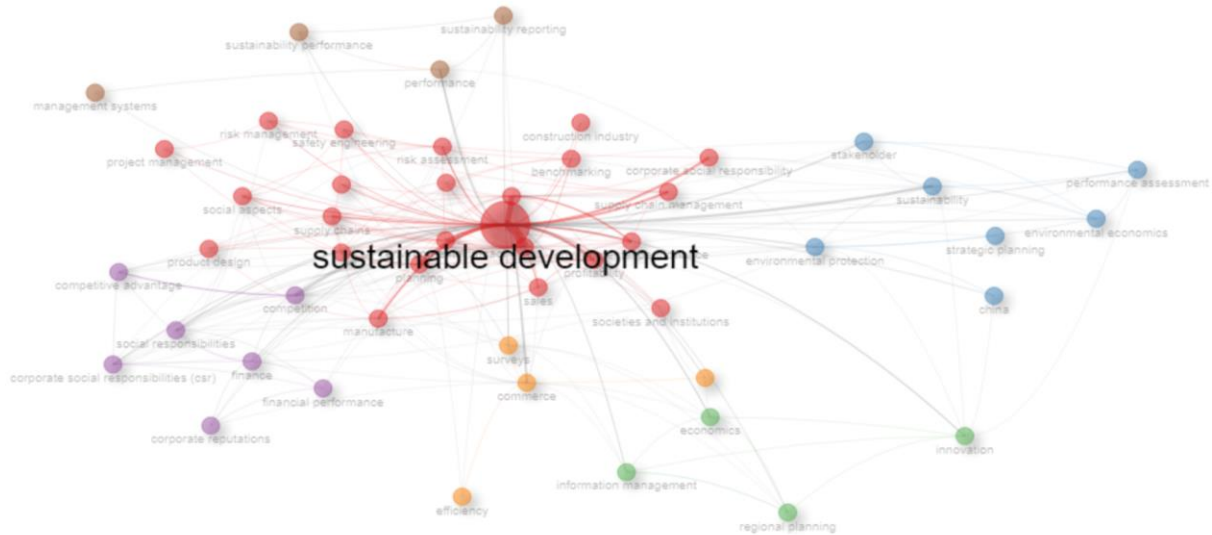 sustainability reporting
sustainability performance
performance
management systems
risk management
safety engineering
construction industry
project management
risk assessment
benchmarking
corporate social responsibility
stakeholder
performance assessment
social aspects
supply chain management
sustainability
supply chains
environmental economics
product design
sustainable development
environmental protection
strategic planning
planning
profitability
competitive advantage
competition
sales
china
manufacture
societies and institutions
social responsibilities
surveys
corporate social responsibilities (csr)
finance
commerce
financial performance
economics
corporate reputations
innovation
information management
efficiency
regional planning